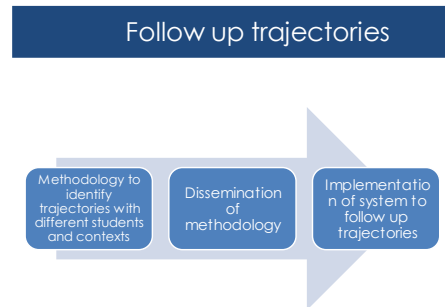 Follow up trajectories
Methodology to
identify
trajectories with
different students
and contexts
Dissemination
of
methodology
Implementatio
n of system to
follow up
trajectories